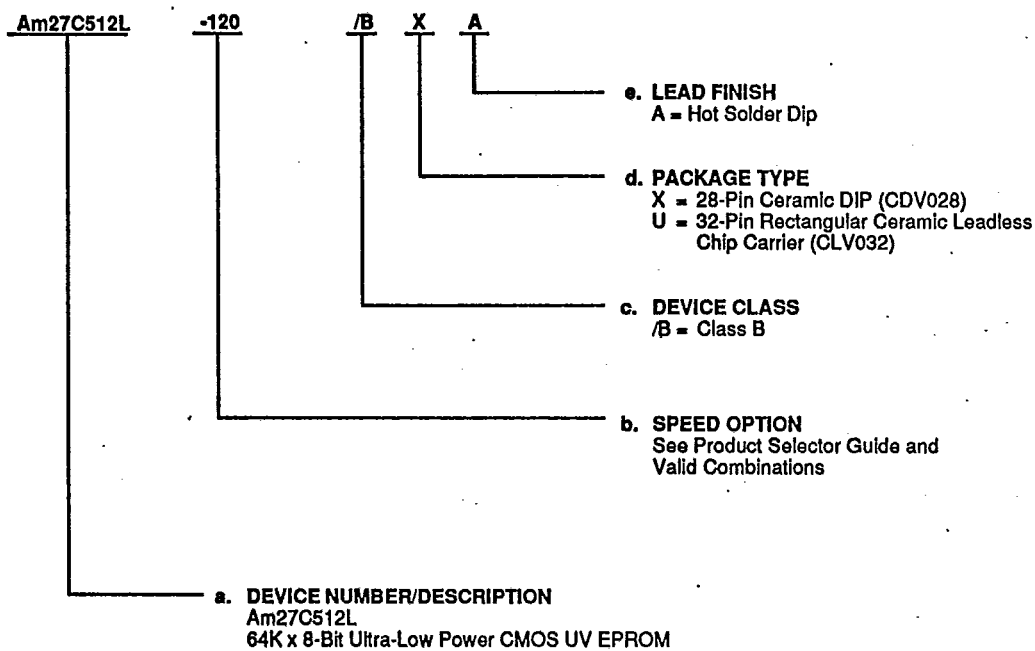 Am27C512L -120 /B X A
e. LEAD FINISH
A = Hot Solder Dip
d. PACKAGE TYPE
X = 28-Pin Ceramic DIP (CDV028)
U = 32-Pin Rectangular Ceramic Leadless
Chip Carrier (CLV032)
c. DEVICE CLASS
/B = Class B
b. SPEED OPTION
See Product Selector Guide and
Valid Combinations
a. DEVICE NUMBER/DESCRIPTION
Am27C512L
64K x 8-Bit Ultra-Low Power CMOS UV EPROM